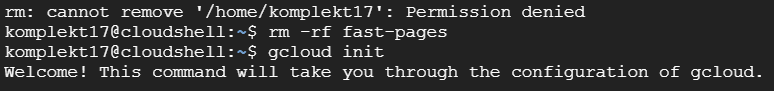 rm: cannot remove '/home/komplekt17': Permission denied
komplekt17@cloudshell:~$ rm -rf fast-pages
komplekt17@cloudshell:~$ gcloud init
Welcome! This command will take you through the configuration of gcloud.